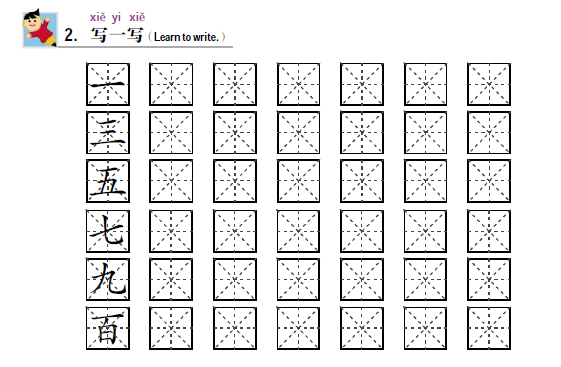 xiě yi xiě
2. 写一写 (Learn to write.)
一
三
五
七
九
百